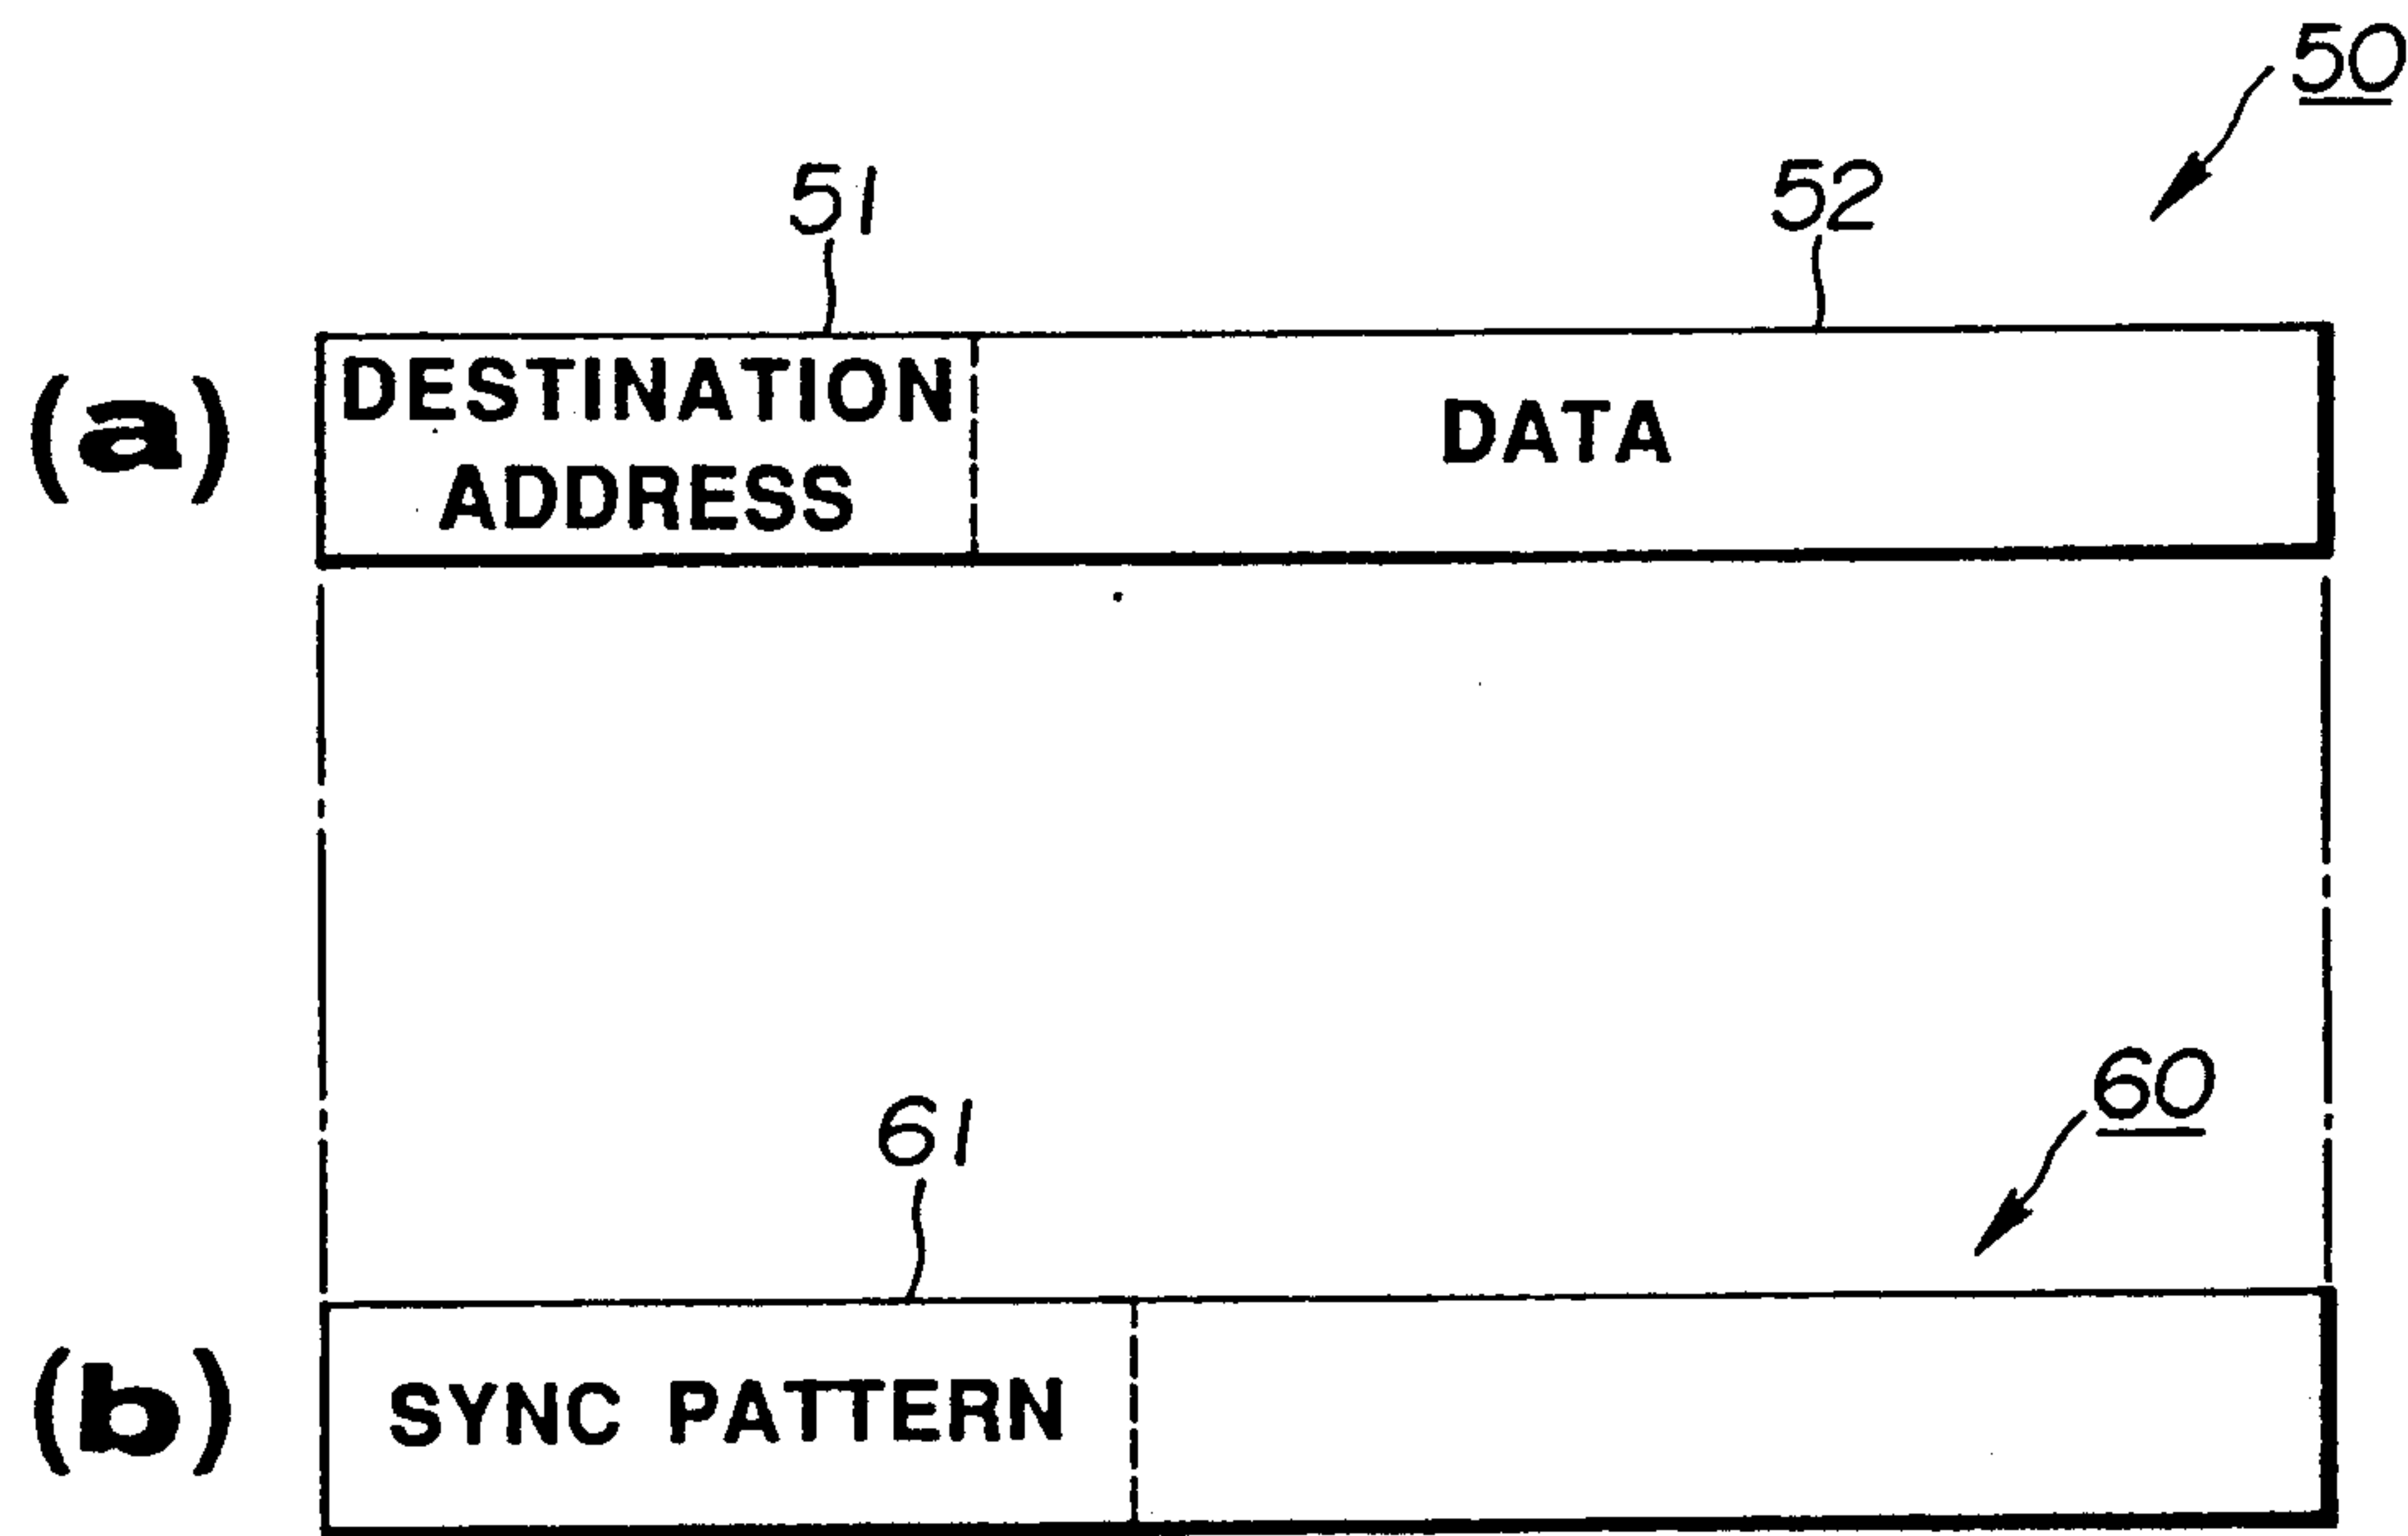 50
51
52
(a)
DESTINATION
ADDRESS
DATA
60
61
(b)
SYNC PATTERN